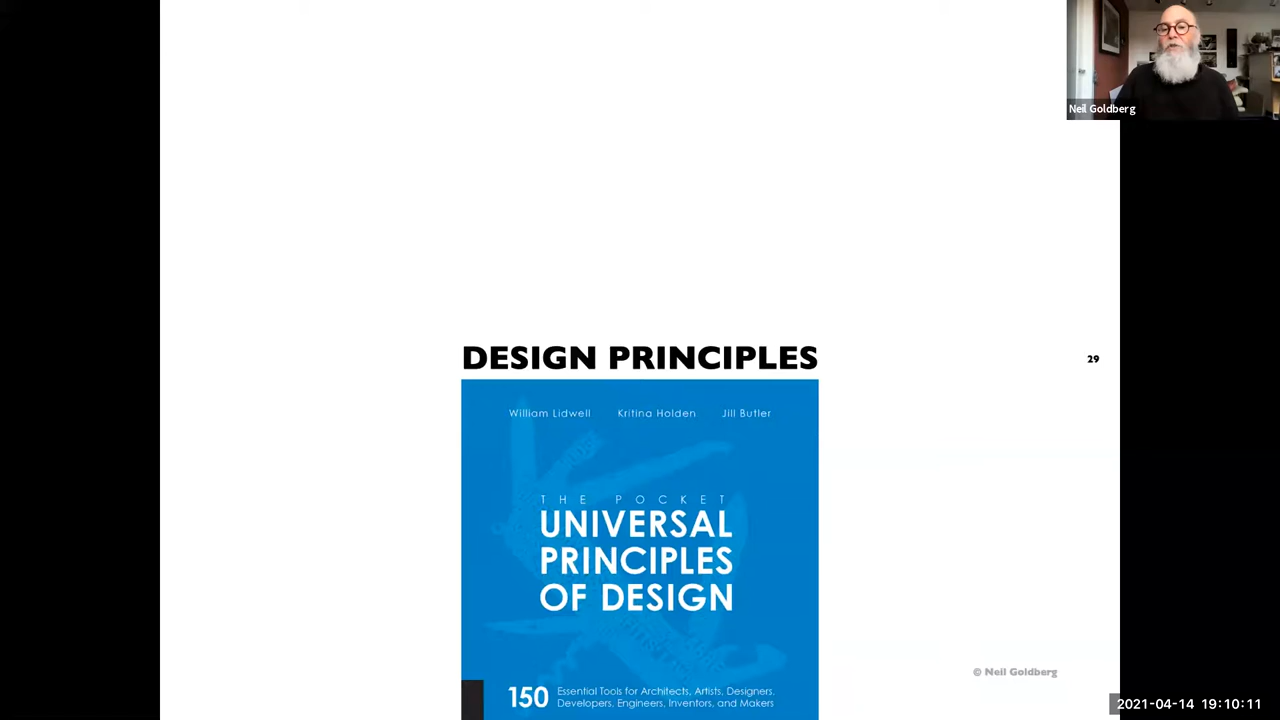 Neil Goldberg
DESIGN PRINCIPLES
29
William Lidwell Kritina Holden Jill Butler
THE POCKET
UNIVERSAL
PRINCIPLES
OF DESIGN
150 Essential Tools for Architects, Artists, Designers,
Developers, Engineers, Inventors, and Makers
© Neil Goldberg
2021-04-14 19:10:11